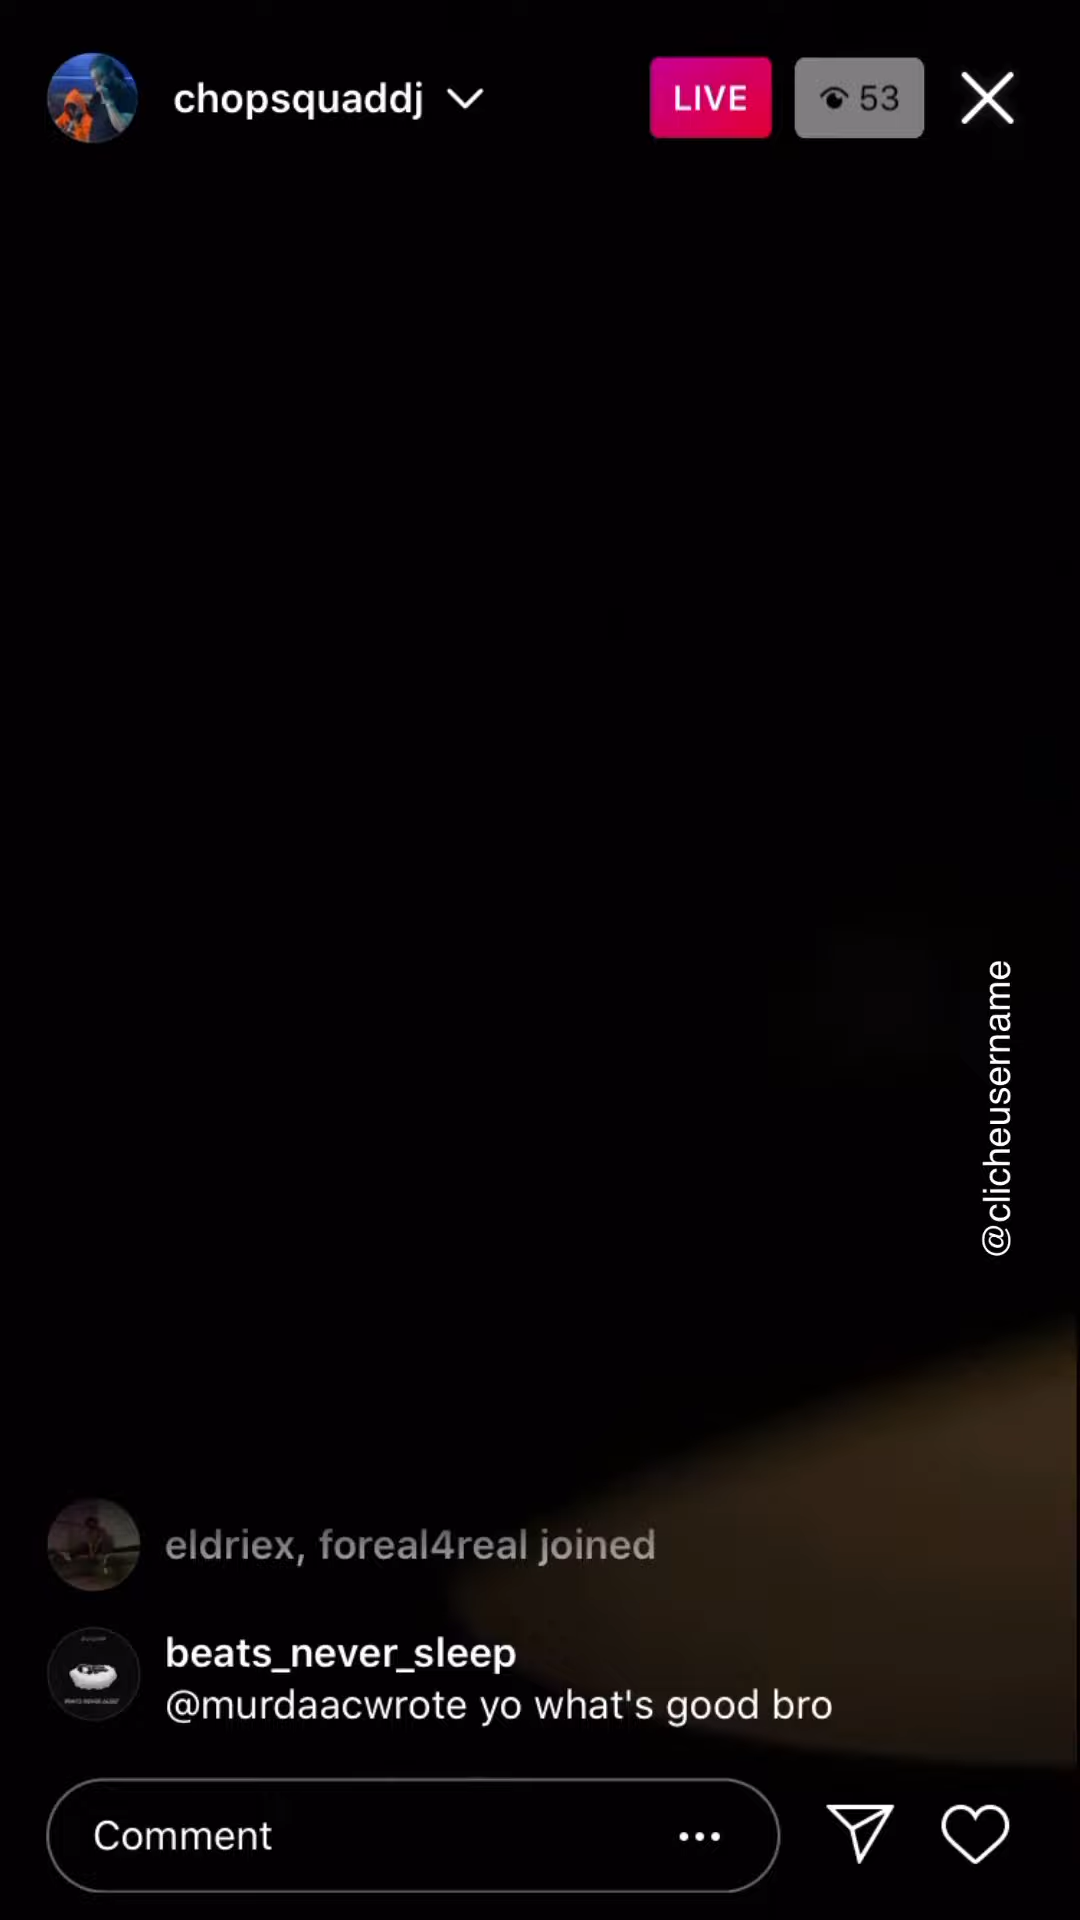 chopsquaddj
LIVE
53
@clicheusername
eldriex, foreal4real joined
beats_never_sleep
@murdaacwrote yo what's good bro
Comment